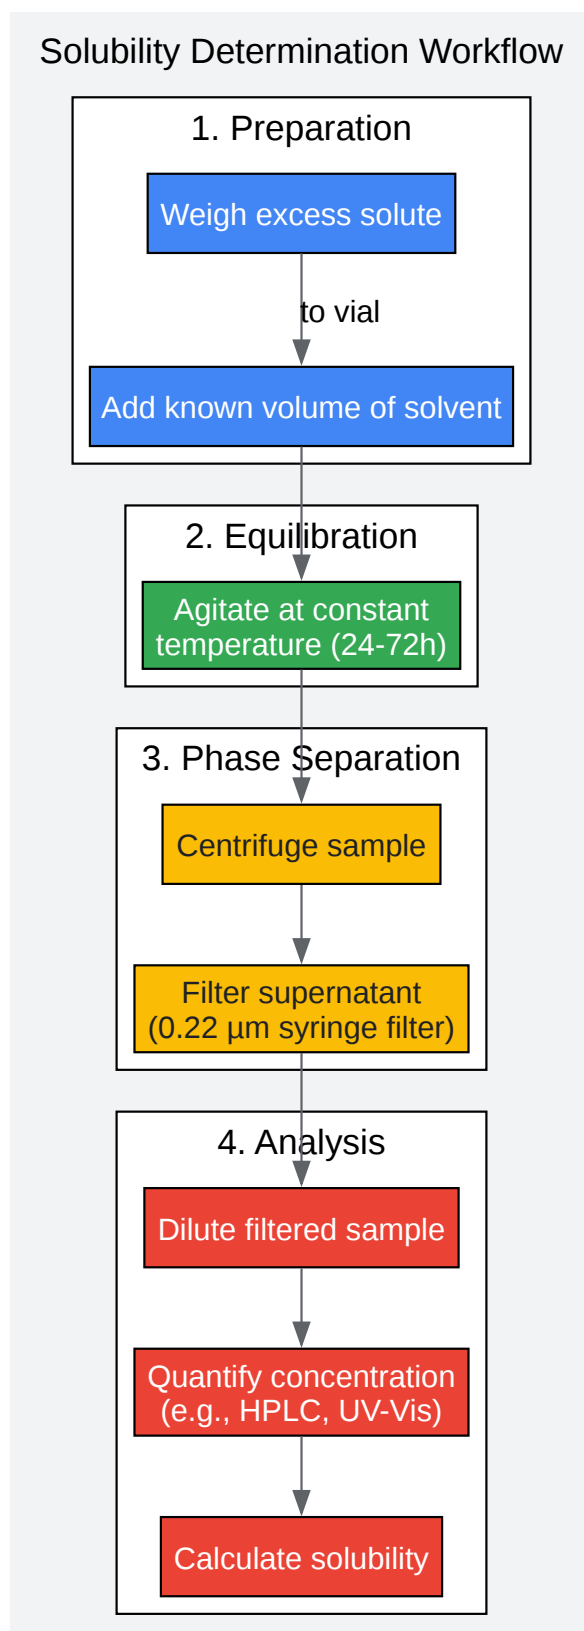 Solubility Determination Workflow
1. Preparation
Weigh excess solute
to vial
Add known volume of solvent
2. Equilibration
Agitate at constant
temperature (24-72h)
3. Phase Separation
Centrifuge sample
Filter supernatant
(0.22 µm syringe filter)
4. Analysis
Dilute filtered sample
Quantify concentration
(e.g., HPLC, UV-Vis)
Calculate solubility